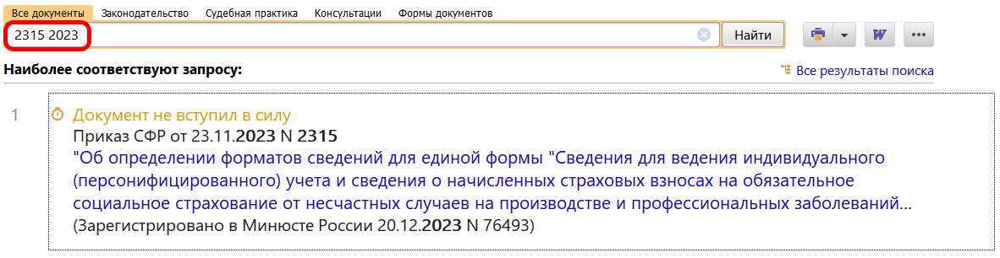 Все документы Законодательство Судебная практика Консультации Формы документов
2315 2023 Найти W
Наиболее соответствуют запросу: Все результаты поиска
1 Документ не вступил в силу
Приказ СФР от 23.11.2023 N 2315
"Об определении форматов сведений для единой формы "Сведения для ведения индивидуального
(персонифицированного) учета и сведения о начисленных страховых взносах на обязательное
социальное страхование от несчастных случаев на производстве и профессиональных заболеваний...
(Зарегистрировано в Минюсте России 20.12.2023 N 76493)